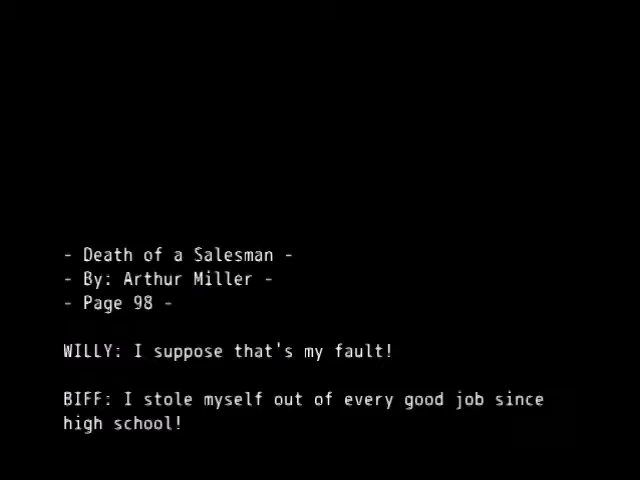 - Death of a Salesman -
- By: Arthur Miller -
- Page 98 -
WILLY: I suppose that's my fault!
BIFF: I stole myself out of every good job since
high school!